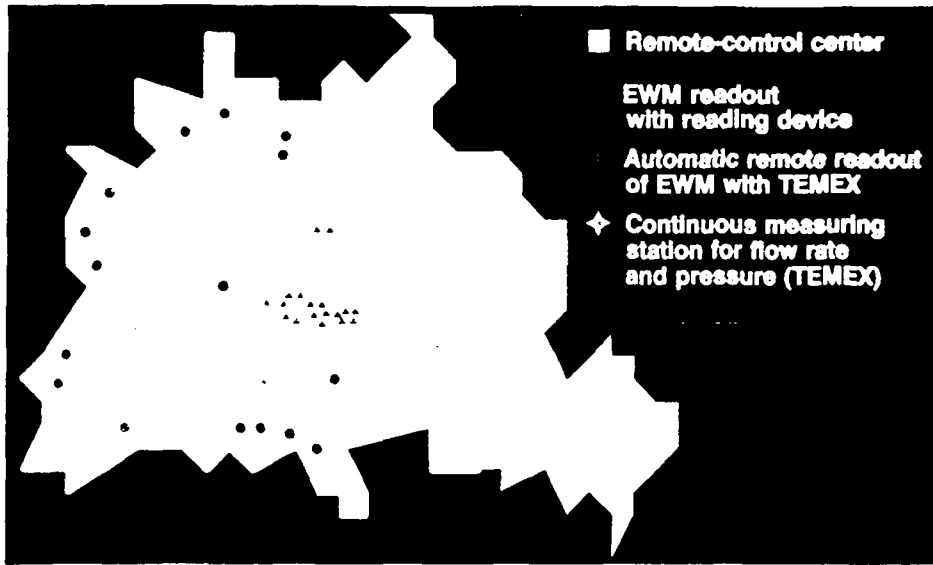 Remote-control center
EWM readout
with reading device
Automatic remote readout
of EWM with TEMEX
Continuous measuring
station for flow rate
and pressure (TEMEX)